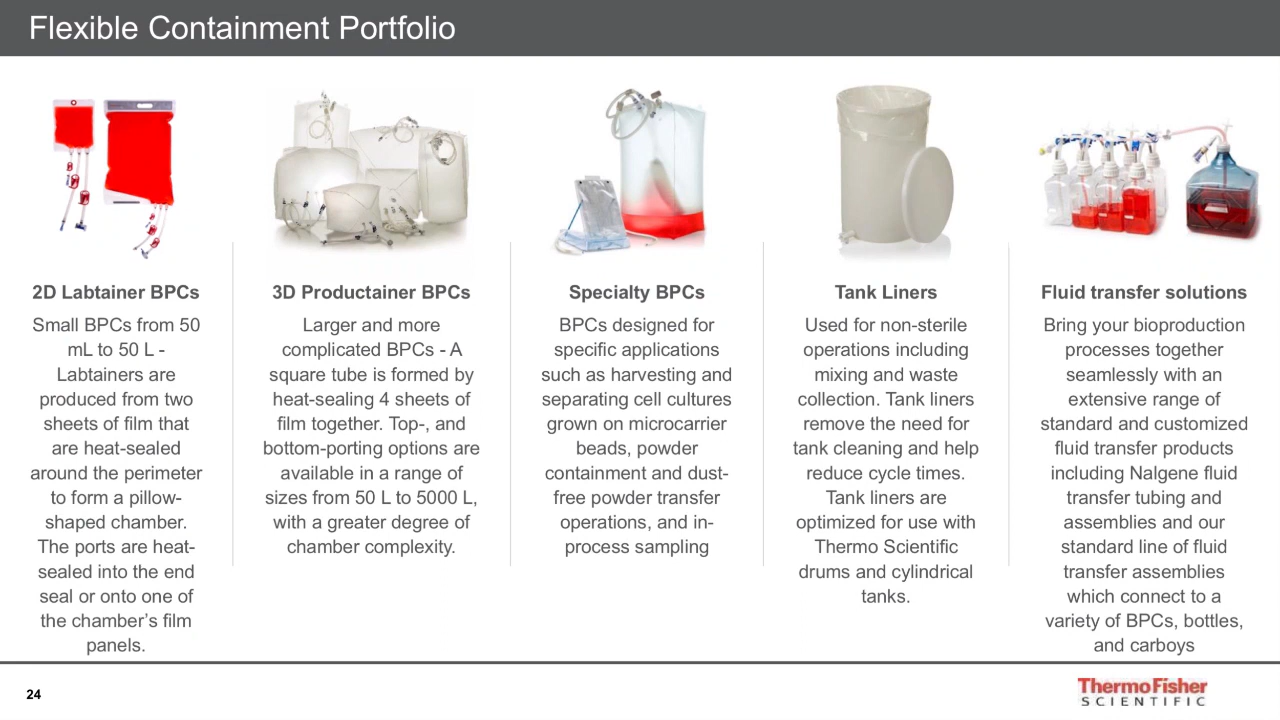 Flexible Containment Portfolio
2D Labtainer BPCs
Small BPCs from 50
mL to 50 L -
Labtainers are
produced from two
sheets of film that
are heat-sealed
around the perimeter
to form a pillow-
shaped chamber.
The ports are heat-
sealed into the end
seal or onto one of
the chamber’s film
panels.
3D Productainer BPCs
Larger and more
complicated BPCs - A
square tube is formed by
heat-sealing 4 sheets of
film together. Top-, and
bottom-porting options are
available in a range of
sizes from 50 L to 5000 L,
with a greater degree of
chamber complexity.
Specialty BPCs
BPCs designed for
specific applications
such as harvesting and
separating cell cultures
grown on microcarrier
beads, powder
containment and dust-
free powder transfer
operations, and in-
process sampling
Tank Liners
Used for non-sterile
operations including
mixing and waste
collection. Tank liners
remove the need for
tank cleaning and help
reduce cycle times.
Tank liners are
optimized for use with
Thermo Scientific
drums and cylindrical
tanks.
Fluid transfer solutions
Bring your bioproduction
processes together
seamlessly with an
extensive range of
standard and customized
fluid transfer products
including Nalgene fluid
transfer tubing and
assemblies and our
standard line of fluid
transfer assemblies
which connect to a
variety of BPCs, bottles,
and carboys
24
ThermoFisher
SCIENTIFIC